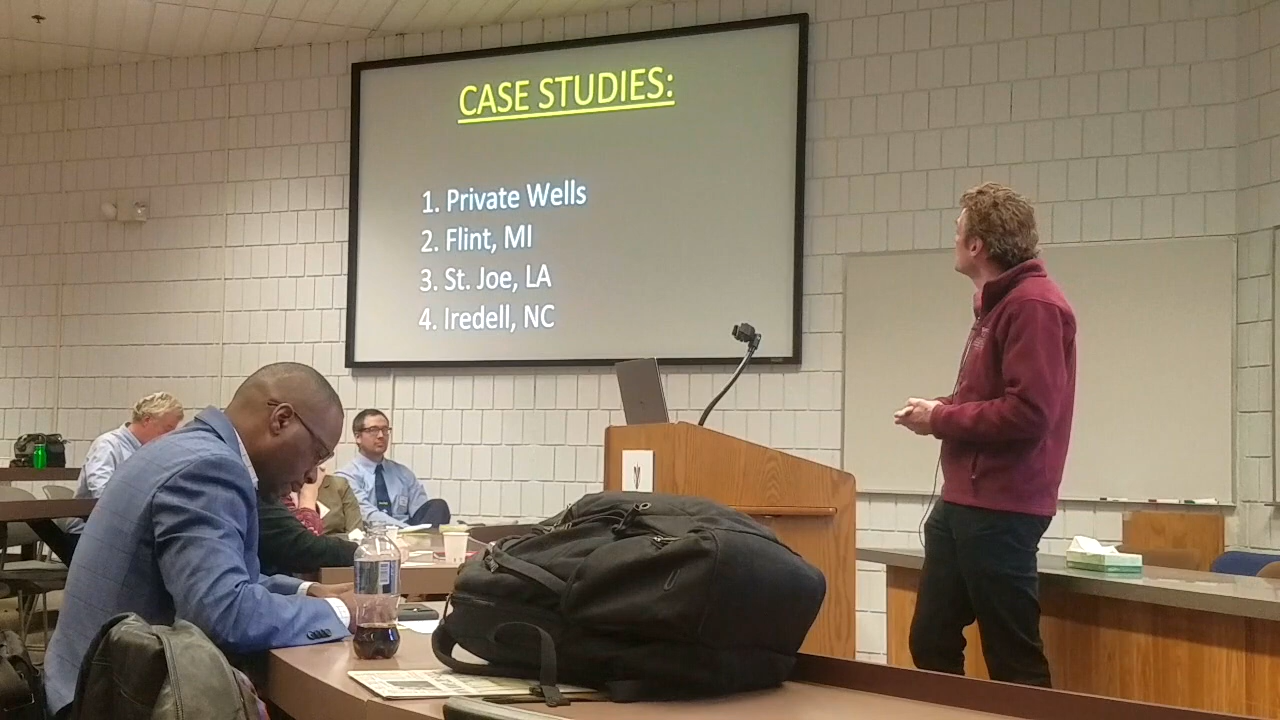 CASE STUDIES:
1. Private Wells
2. Flint, MI
3. St. Joe, LA
4. Iredell, NC